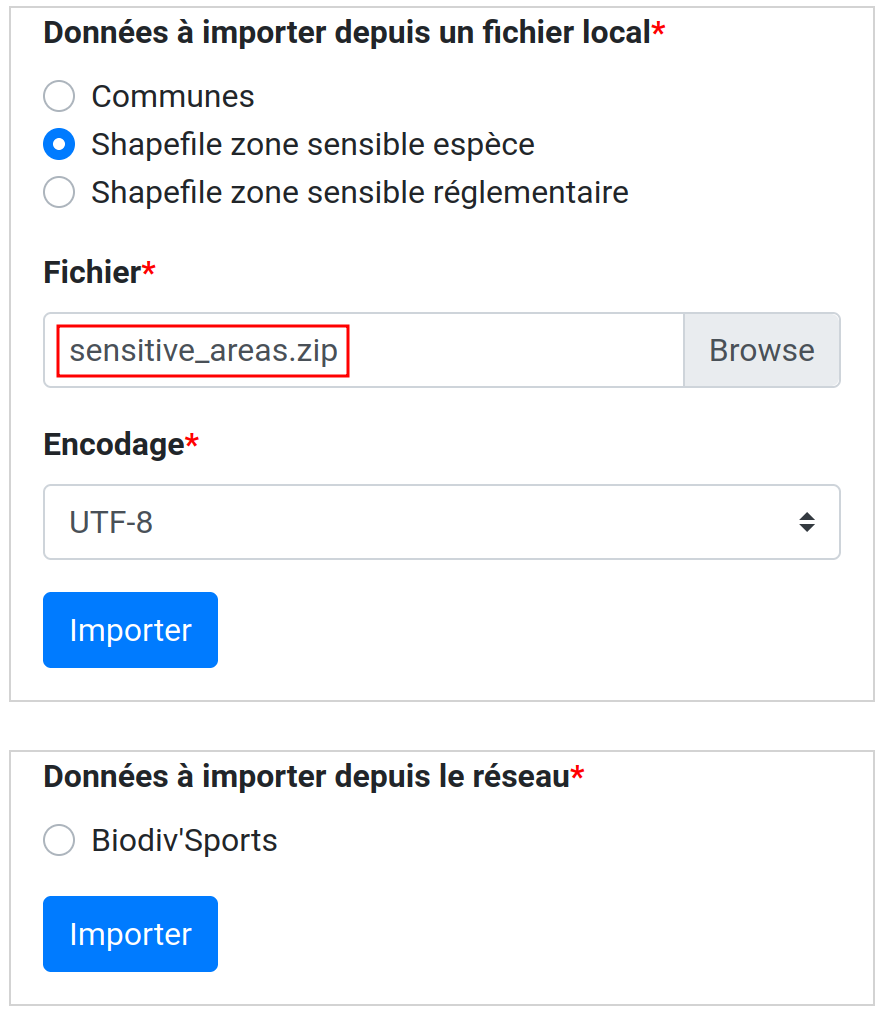 Données à importer depuis un fichier local*
Communes
Shapefile zone sensible espèce
Shapefile zone sensible réglementaire
Fichier*
sensitive_areas.zip Browse
Encodage*
UTF-8
Importer
Données à importer depuis le réseau*
Biodiv'Sports
Importer